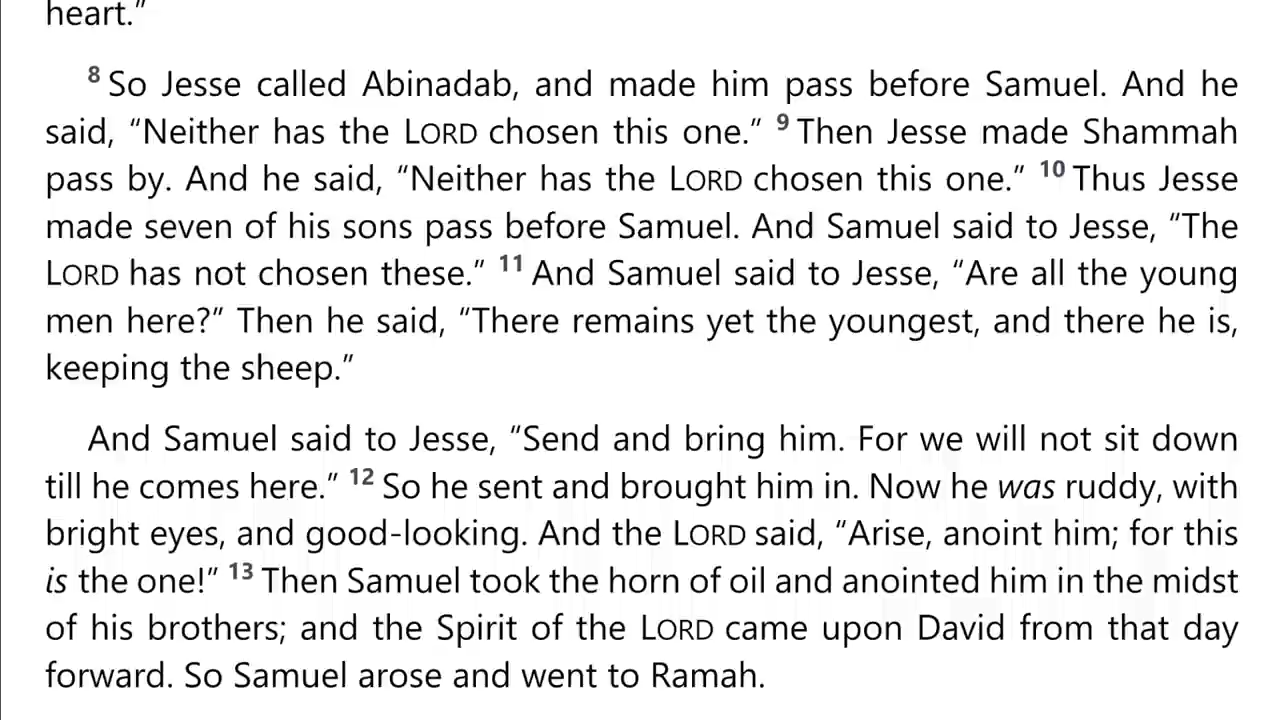 heart.”
8 So Jesse called Abinadab, and made him pass before Samuel. And he
said, “Neither has the LORD chosen this one.” 9 Then Jesse made Shammah
pass by. And he said, “Neither has the LORD chosen this one.” 10 Thus Jesse
made seven of his sons pass before Samuel. And Samuel said to Jesse, “The
LORD has not chosen these.” 11 And Samuel said to Jesse, “Are all the young
men here?” Then he said, “There remains yet the youngest, and there he is,
keeping the sheep.”
And Samuel said to Jesse, “Send and bring him. For we will not sit down
till he comes here.” 12 So he sent and brought him in. Now he was ruddy, with
bright eyes, and good-looking. And the LORD said, “Arise, anoint him; for this
is the one!” 13 Then Samuel took the horn of oil and anointed him in the midst
of his brothers; and the Spirit of the LORD came upon David from that day
forward. So Samuel arose and went to Ramah.